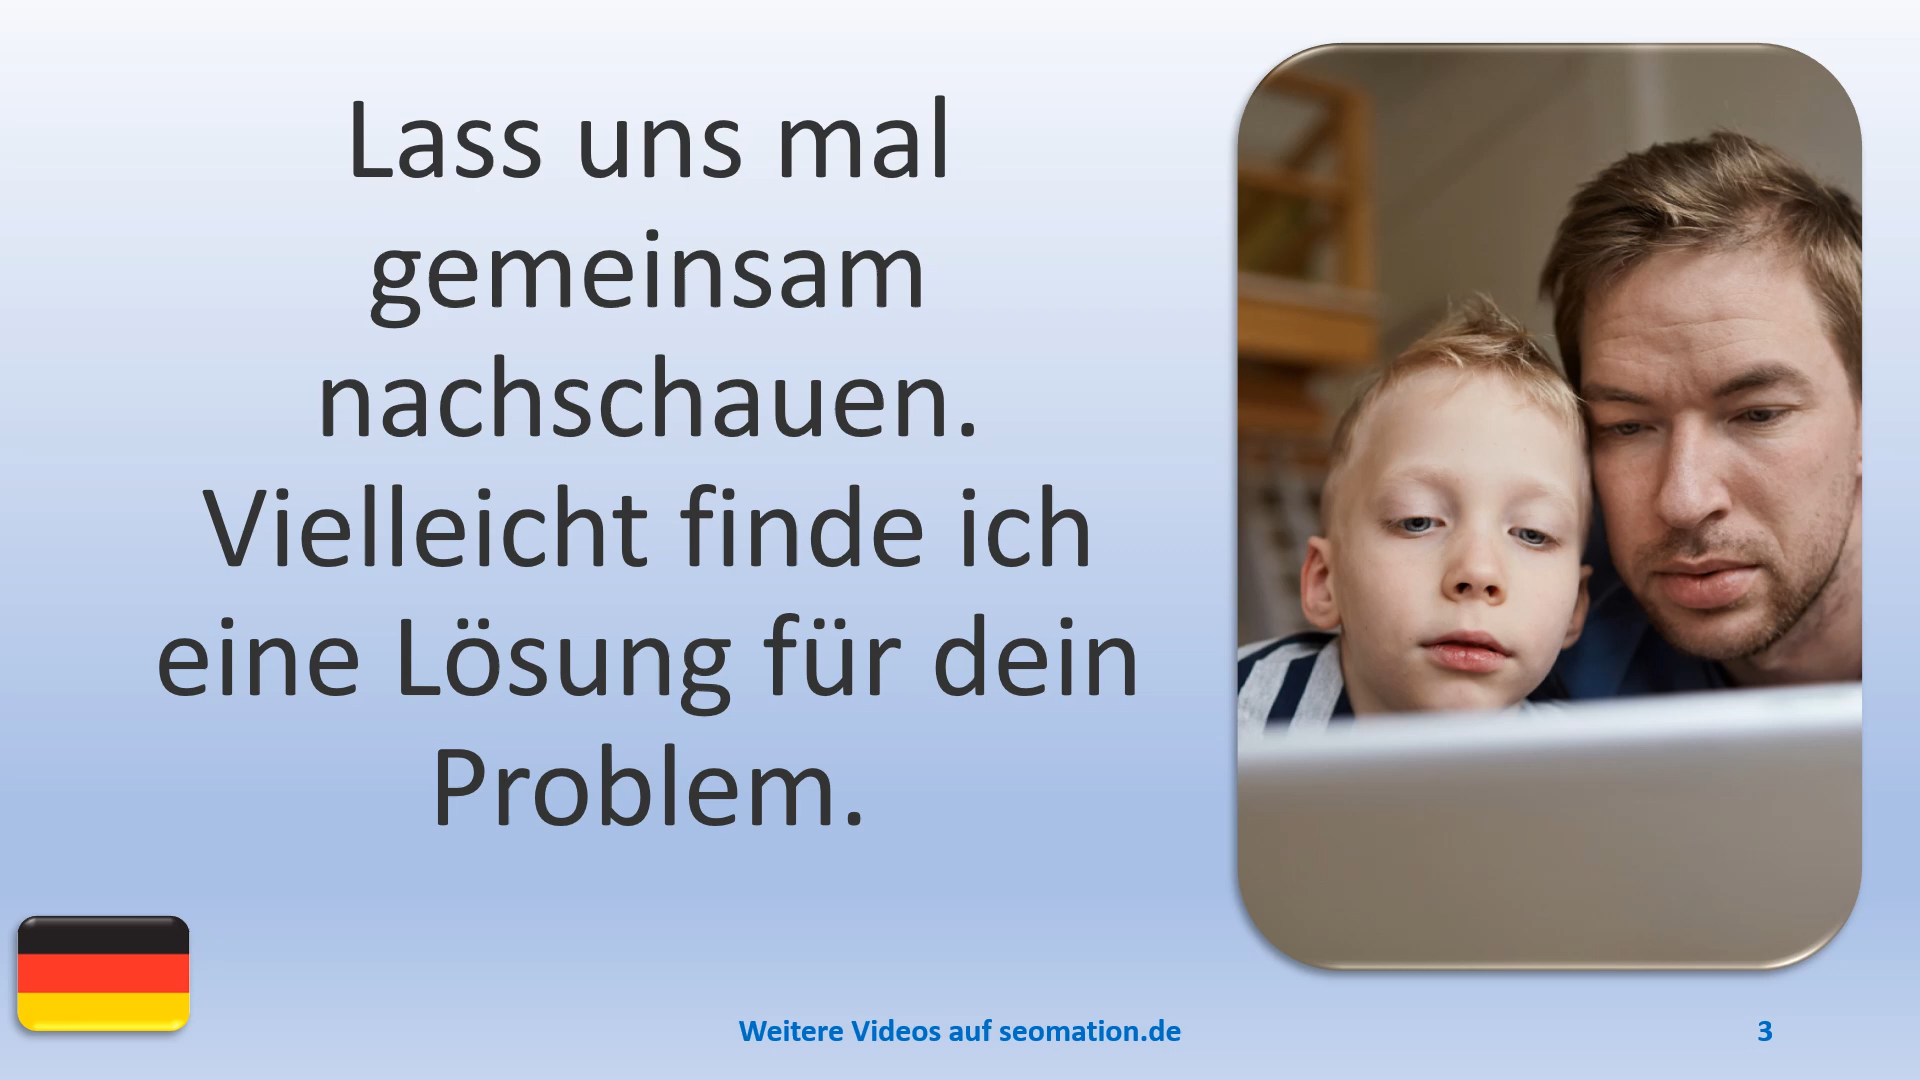 Lass uns mal
gemeinsam
nachschauen.
Vielleicht finde ich
eine Lösung für dein
Problem.
Weitere Videos auf seomation.de
3